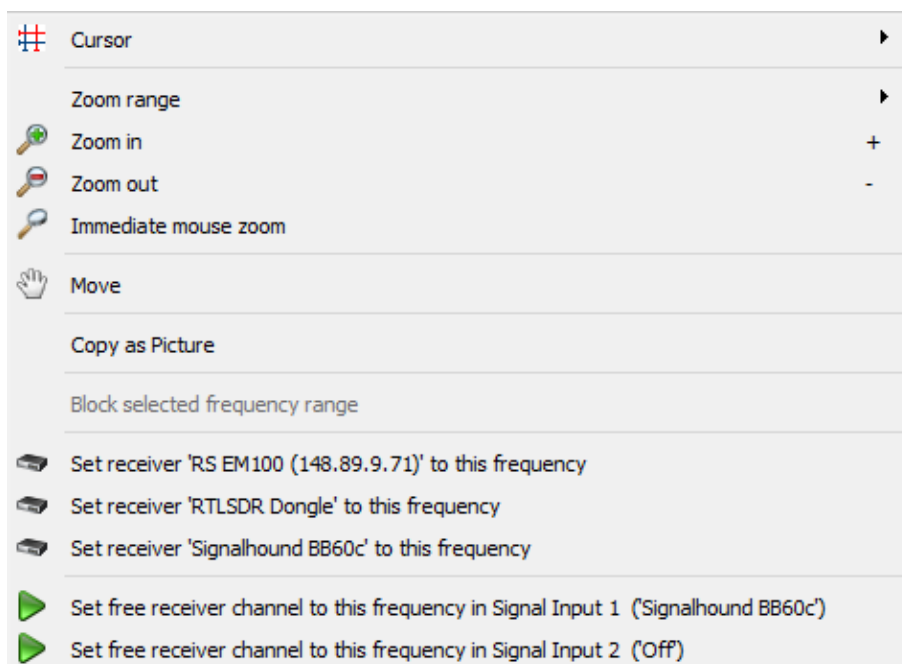 Cursor
Zoom range
Zoom in +
Zoom out -
Immediate mouse zoom
Move
Copy as Picture
Block selected frequency range
Set receiver 'RS EM100 (148.89.9.71)' to this frequency
Set receiver 'RTLSDR Dongle' to this frequency
Set receiver 'Signalhound BB60c' to this frequency
Set free receiver channel to this frequency in Signal Input 1 ('Signalhound BB60c')
Set free receiver channel to this frequency in Signal Input 2 ('Off')